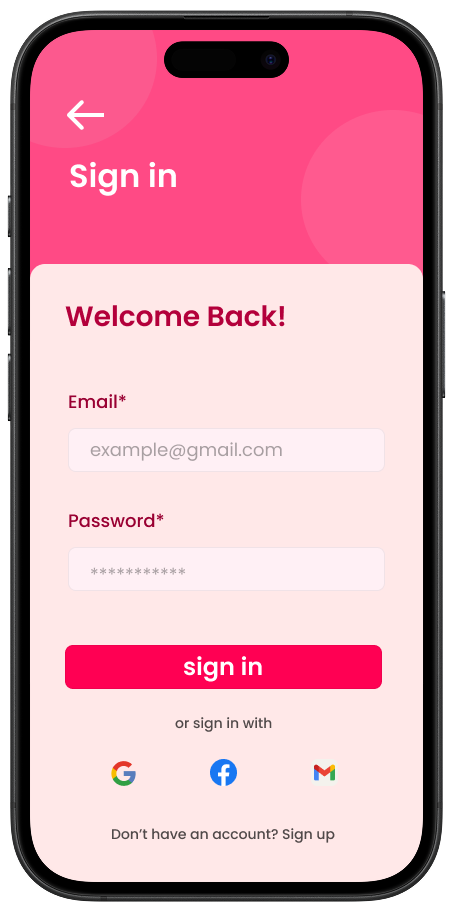 Sign in
Welcome Back!
Email*
example@gmail.com
Password*
***********
sign in
or sign in with
Don’t have an account? Sign up